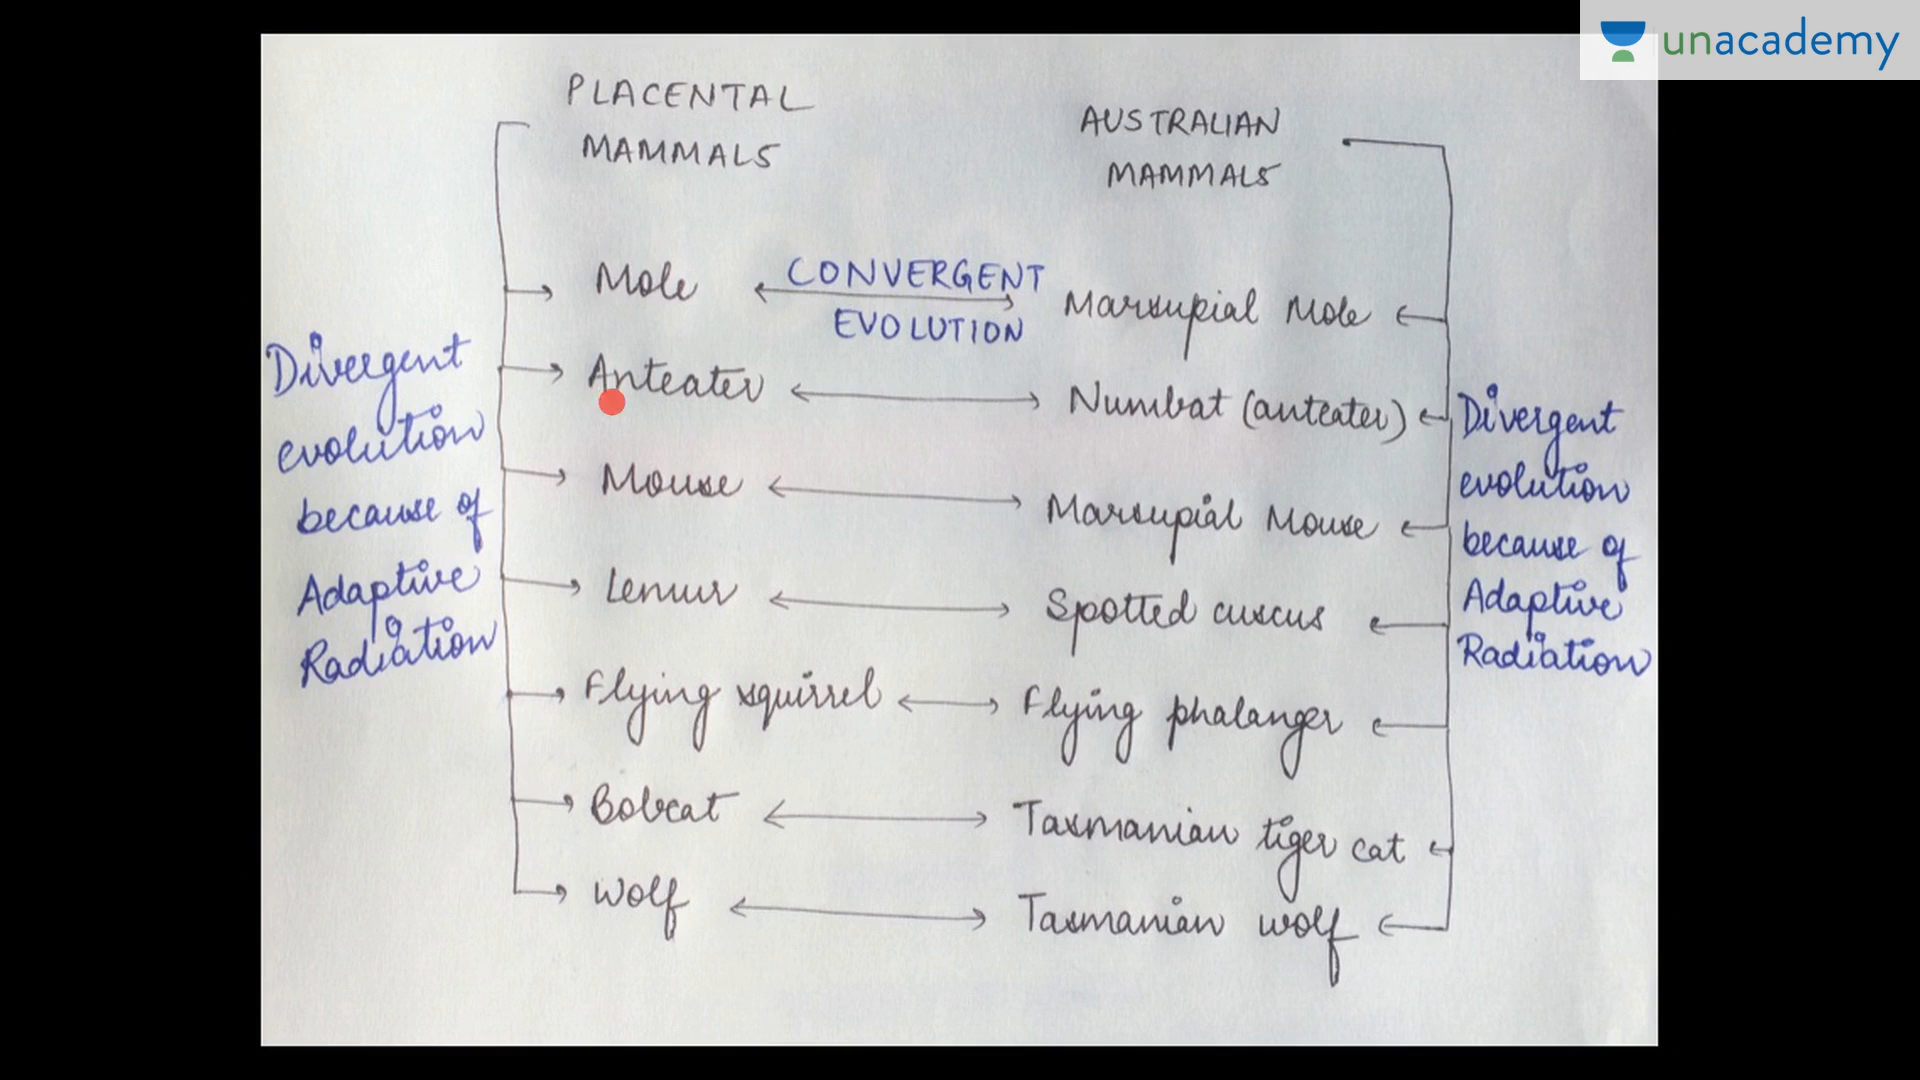 unacademy
PLACENTAL
MAMMALS
AUSTRALIAN
MAMMALS
Mole
CONVERGENT
EVOLUTION
Marsupial Mole
Anteater
Numbat (anteater)
Mouse
Marsupial Mouse
Lemur
Spotted cuscus
Flying squirrel
Flying phalanger
Bobcat
Tasmanian tiger cat
Wolf
Tasmanian wolf
Divergent
evolution
because of
Adaptive
Radiation
Divergent
evolution
because of
Adaptive
Radiation